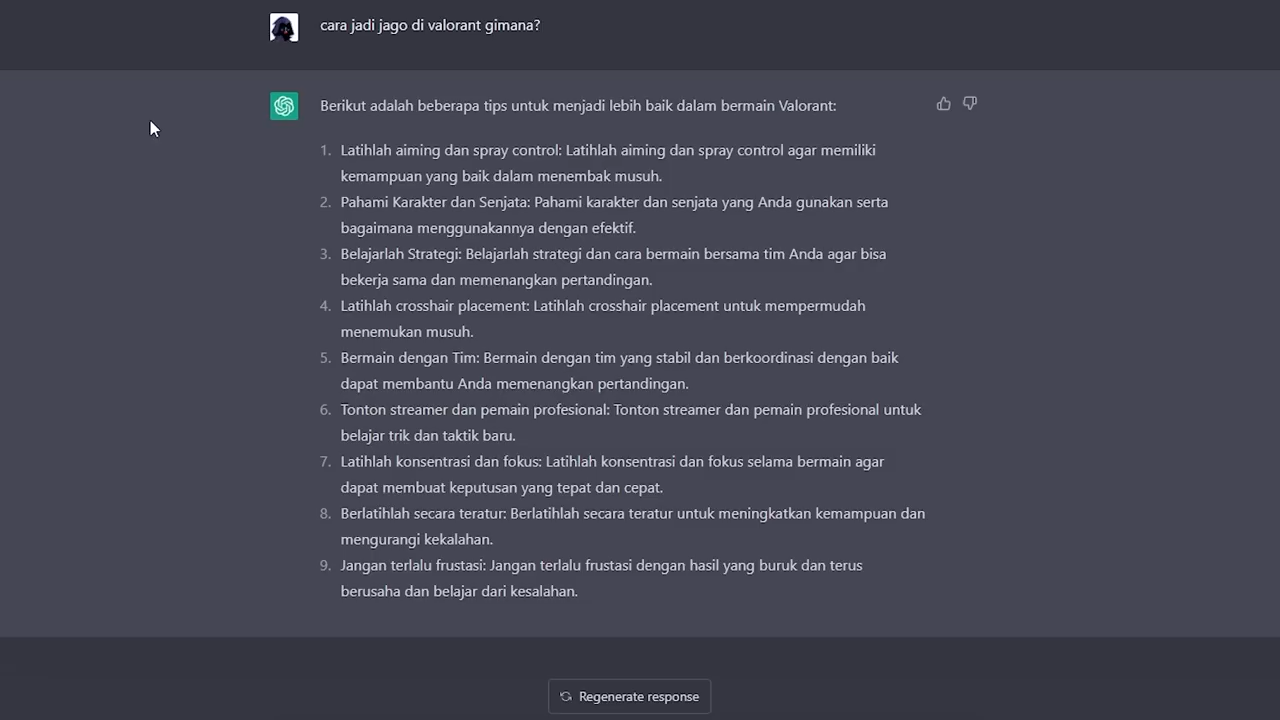 cara jadi jago di valorant gimana?
Berikut adalah beberapa tips untuk menjadi lebih baik dalam bermain Valorant:
1. Latihlah aiming dan spray control: Latihlah aiming dan spray control agar memiliki
kemampuan yang baik dalam menembak musuh.
2. Pahami Karakter dan Senjata: Pahami karakter dan senjata yang Anda gunakan serta
bagaimana menggunakannya dengan efektif.
3. Belajarlah Strategi: Belajarlah strategi dan cara bermain bersama tim Anda agar bisa
bekerja sama dan memenangkan pertandingan.
4. Latihlah crosshair placement: Latihlah crosshair placement untuk mempermudah
menemukan musuh.
5. Bermain dengan Tim: Bermain dengan tim yang stabil dan berkoordinasi dengan baik
dapat membantu Anda memenangkan pertandingan.
6. Tonton streamer dan pemain profesional: Tonton streamer dan pemain profesional untuk
belajar trik dan taktik baru.
7. Latihlah konsentrasi dan fokus: Latihlah konsentrasi dan fokus selama bermain agar
dapat membuat keputusan yang tepat dan cepat.
8. Berlatihlah secara teratur: Berlatihlah secara teratur untuk meningkatkan kemampuan dan
mengurangi kekalahan.
9. Jangan terlalu frustasi: Jangan terlalu frustasi dengan hasil yang buruk dan terus
berusaha dan belajar dari kesalahan.
Regenerate response